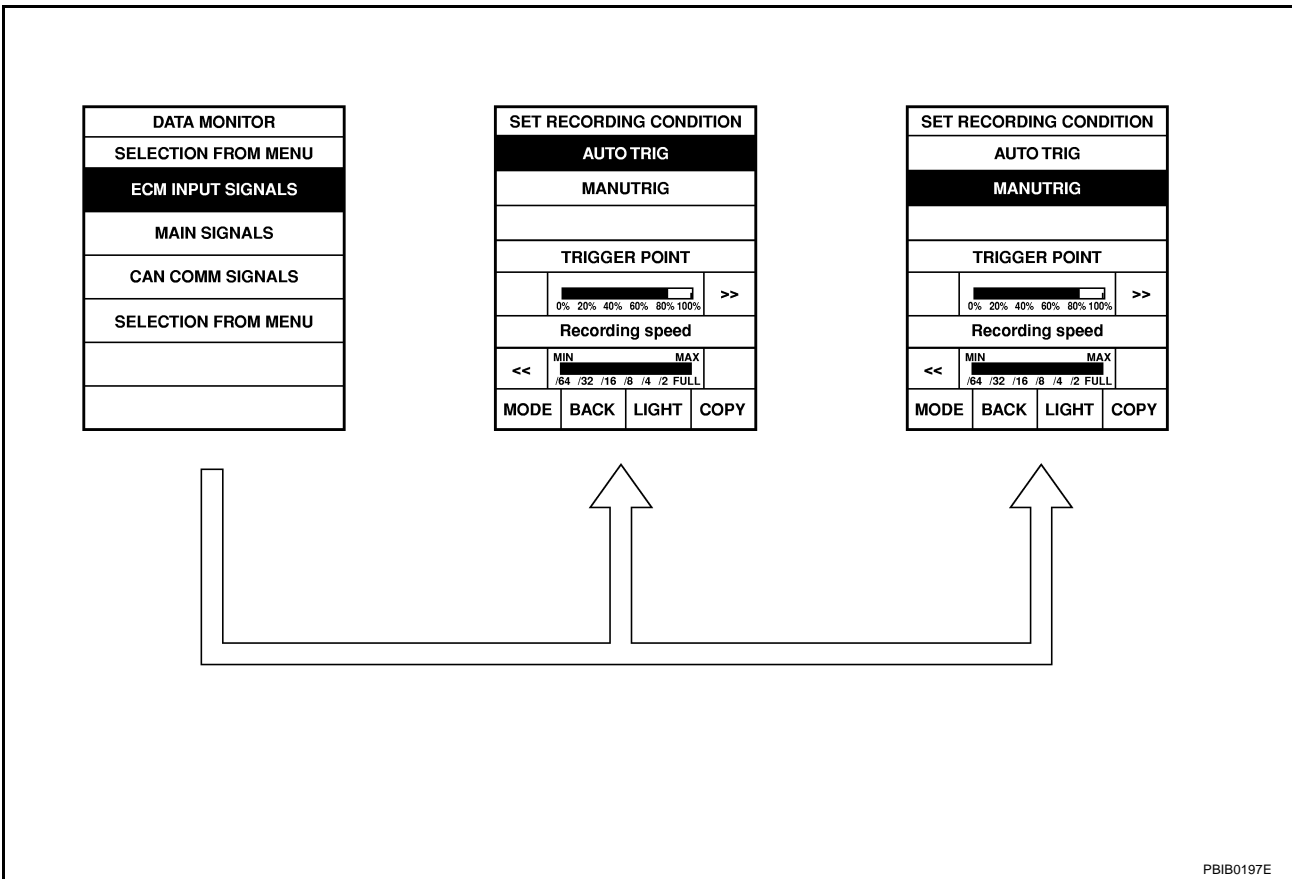 DATA MONITOR
SELECTION FROM MENU
ECM INPUT SIGNALS
MAIN SIGNALS
CAN COMM SIGNALS
SELECTION FROM MENU
SET RECORDING CONDITION
AUTO TRIG
MANUTRIG
TRIGGER POINT
>>
0% 20% 40% 60% 80% 100%
Recording speed
MIN MAX
<<
/64 /32 /16 /8 /4 /2 FULL
MODE BACK LIGHT COPY
SET RECORDING CONDITION
AUTO TRIG
MANUTRIG
TRIGGER POINT
>>
0% 20% 40% 60% 80% 100%
Recording speed
MIN MAX
<<
/64 /32 /16 /8 /4 /2 FULL
MODE BACK LIGHT COPY
PBIB0197E